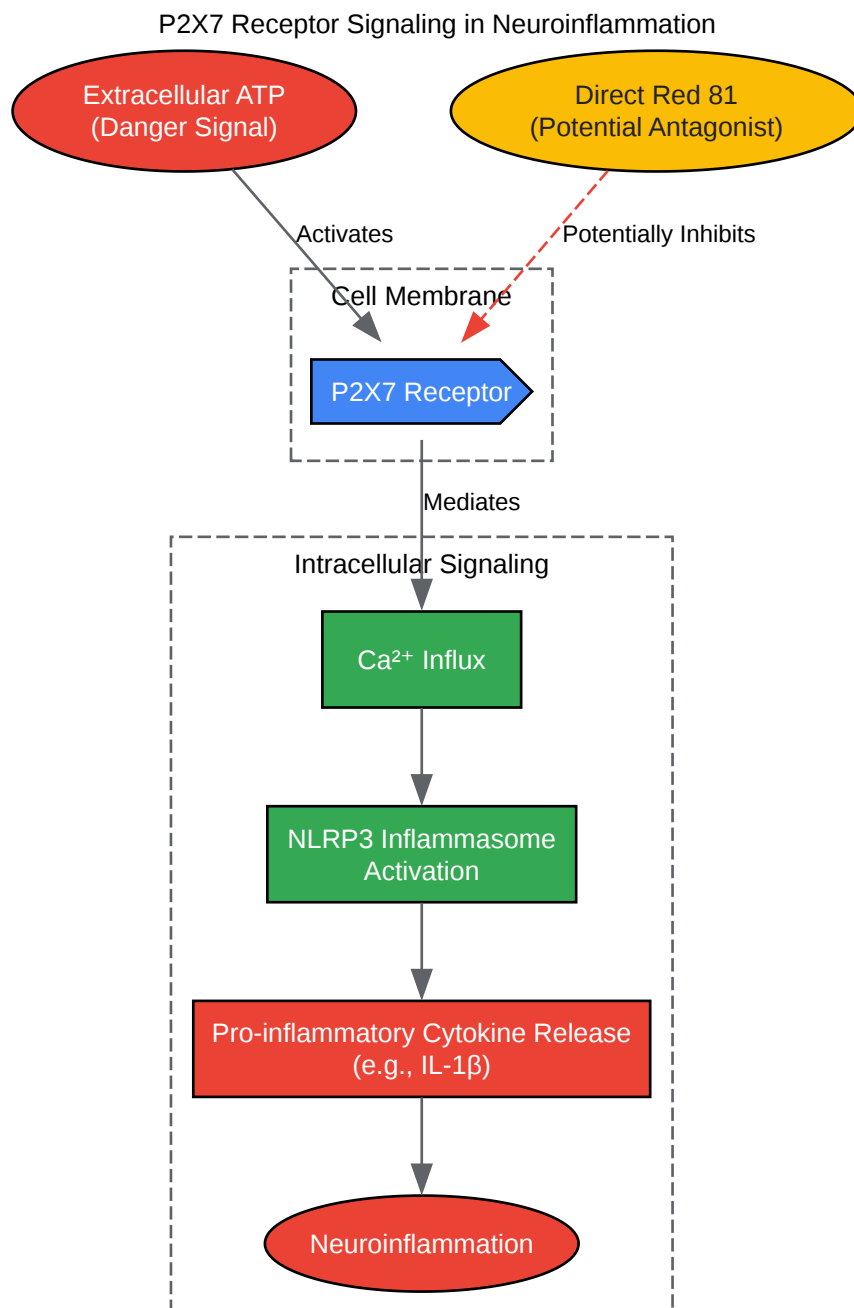 P2X7 Receptor Signaling in Neuroinflammation
Extracellular ATP
(Danger Signal)
Direct Red 81
(Potential Antagonist)
Activates
Potentially Inhibits
Cell Membrane
P2X7 Receptor
Mediates
Intracellular Signaling
Ca²⁺ Influx
NLRP3 Inflammasome
Activation
Pro-inflammatory Cytokine Release
(e.g., IL-1β)
Neuroinflammation